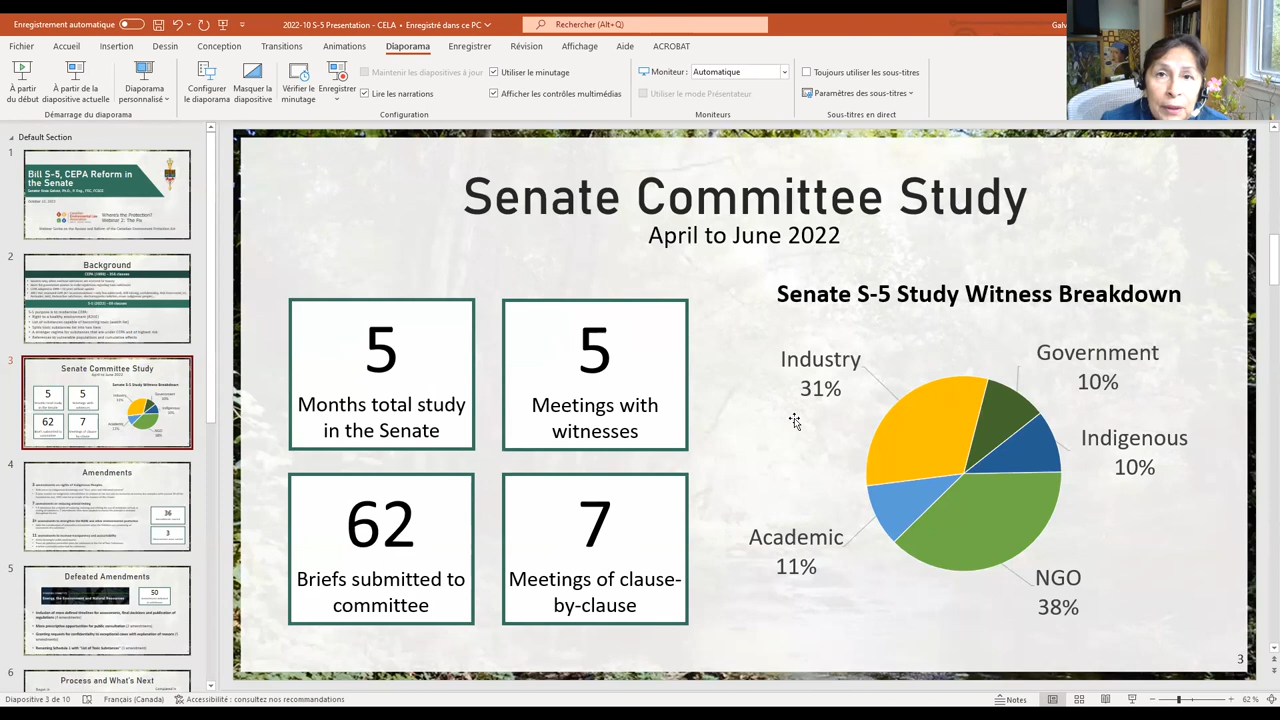 Enregistrement automatique
2022-10 S-5 Presentation - CELA • Enregistré dans ce PC
Rechercher (Alt+Q)
Galv
Fichier
Accueil
Insertion
Dessin
Conception
Transitions
Animations
Diaporama
Enregistrer
Révision
Affichage
Aide
ACROBAT
À partir
du début
À partir de la
diapositive actuelle
Diaporama
personnalisé
Configurer
le diaporama
Masquer la
diapositive
Vérifier le
minutage
Enregistrer
Maintenir les diapositives à jour
Lire les narrations
Utiliser le minutage
Afficher les contrôles multimédias
Moniteur :
Automatique
Utiliser le mode Présentateur
Toujours utiliser les sous-titres
Paramètres des sous-titres
Démarrage du diaporama
Configuration
Moniteurs
Sous-titres en direct
Default Section
1
Bill S-5, CEPA Reform in
the Senate
2
Background
3
Senate Committee Study
4
Amendments
5
Defeated Amendments
6
Process and What's Next
Senate Committee Study
April to June 2022
5
Months total study
in the Senate
5
Meetings with
witnesses
62
Briefs submitted to
committee
7
Meetings of clause-
by-clause
Senate S-5 Study Witness Breakdown
Industry
31%
Government
10%
Indigenous
10%
Academic
11%
NGO
38%
3
Diapositive 3 de 10
Français (Canada)
Accessibilité : consultez nos recommandations
Notes
62 %